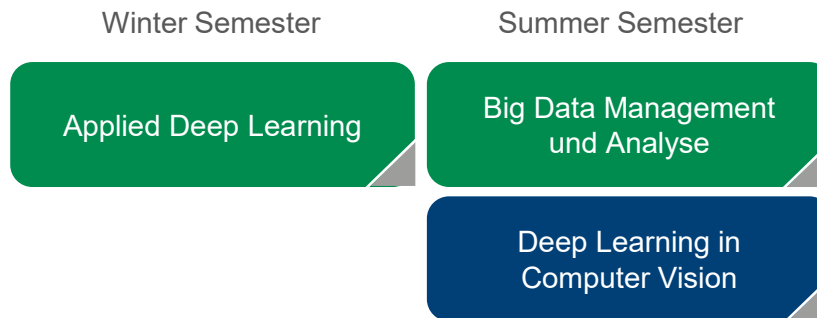 Winter Semester
Summer Semester
Applied Deep Learning
Big Data Management
und Analyse
Deep Learning in
Computer Vision